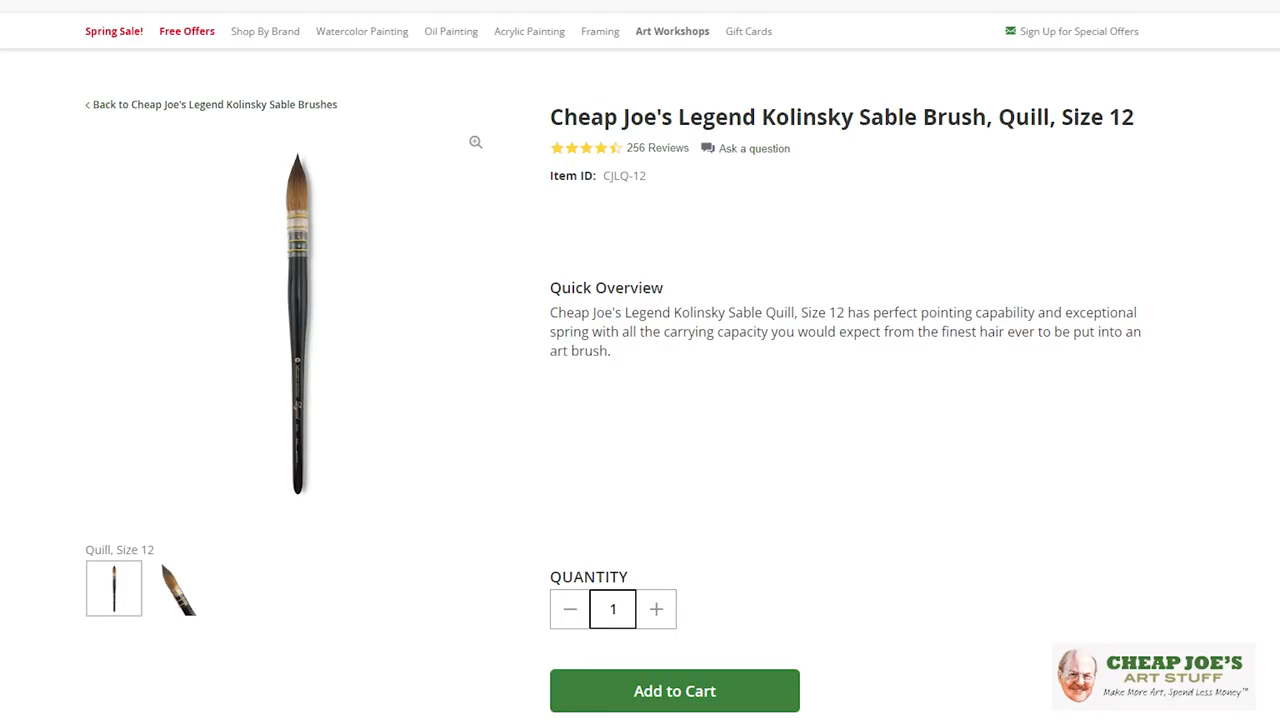 Spring Sale! Free Offers Shop By Brand Watercolor Painting Oil Painting Acrylic Painting Framing Art Workshops Gift Cards Sign Up for Special Offers
< Back to Cheap Joe's Legend Kolinsky Sable Brushes
Cheap Joe's Legend Kolinsky Sable Brush, Quill, Size 12
256 Reviews Ask a question
Item ID: CJLQ-12
Quick Overview
Cheap Joe's Legend Kolinsky Sable Quill, Size 12 has perfect pointing capability and exceptional
spring with all the carrying capacity you would expect from the finest hair ever to be put into an
art brush.
Quill, Size 12
QUANTITY
− 1 +
Add to Cart
CHEAP JOE'S
ART STUFF
Make More Art, Spend Less Money™